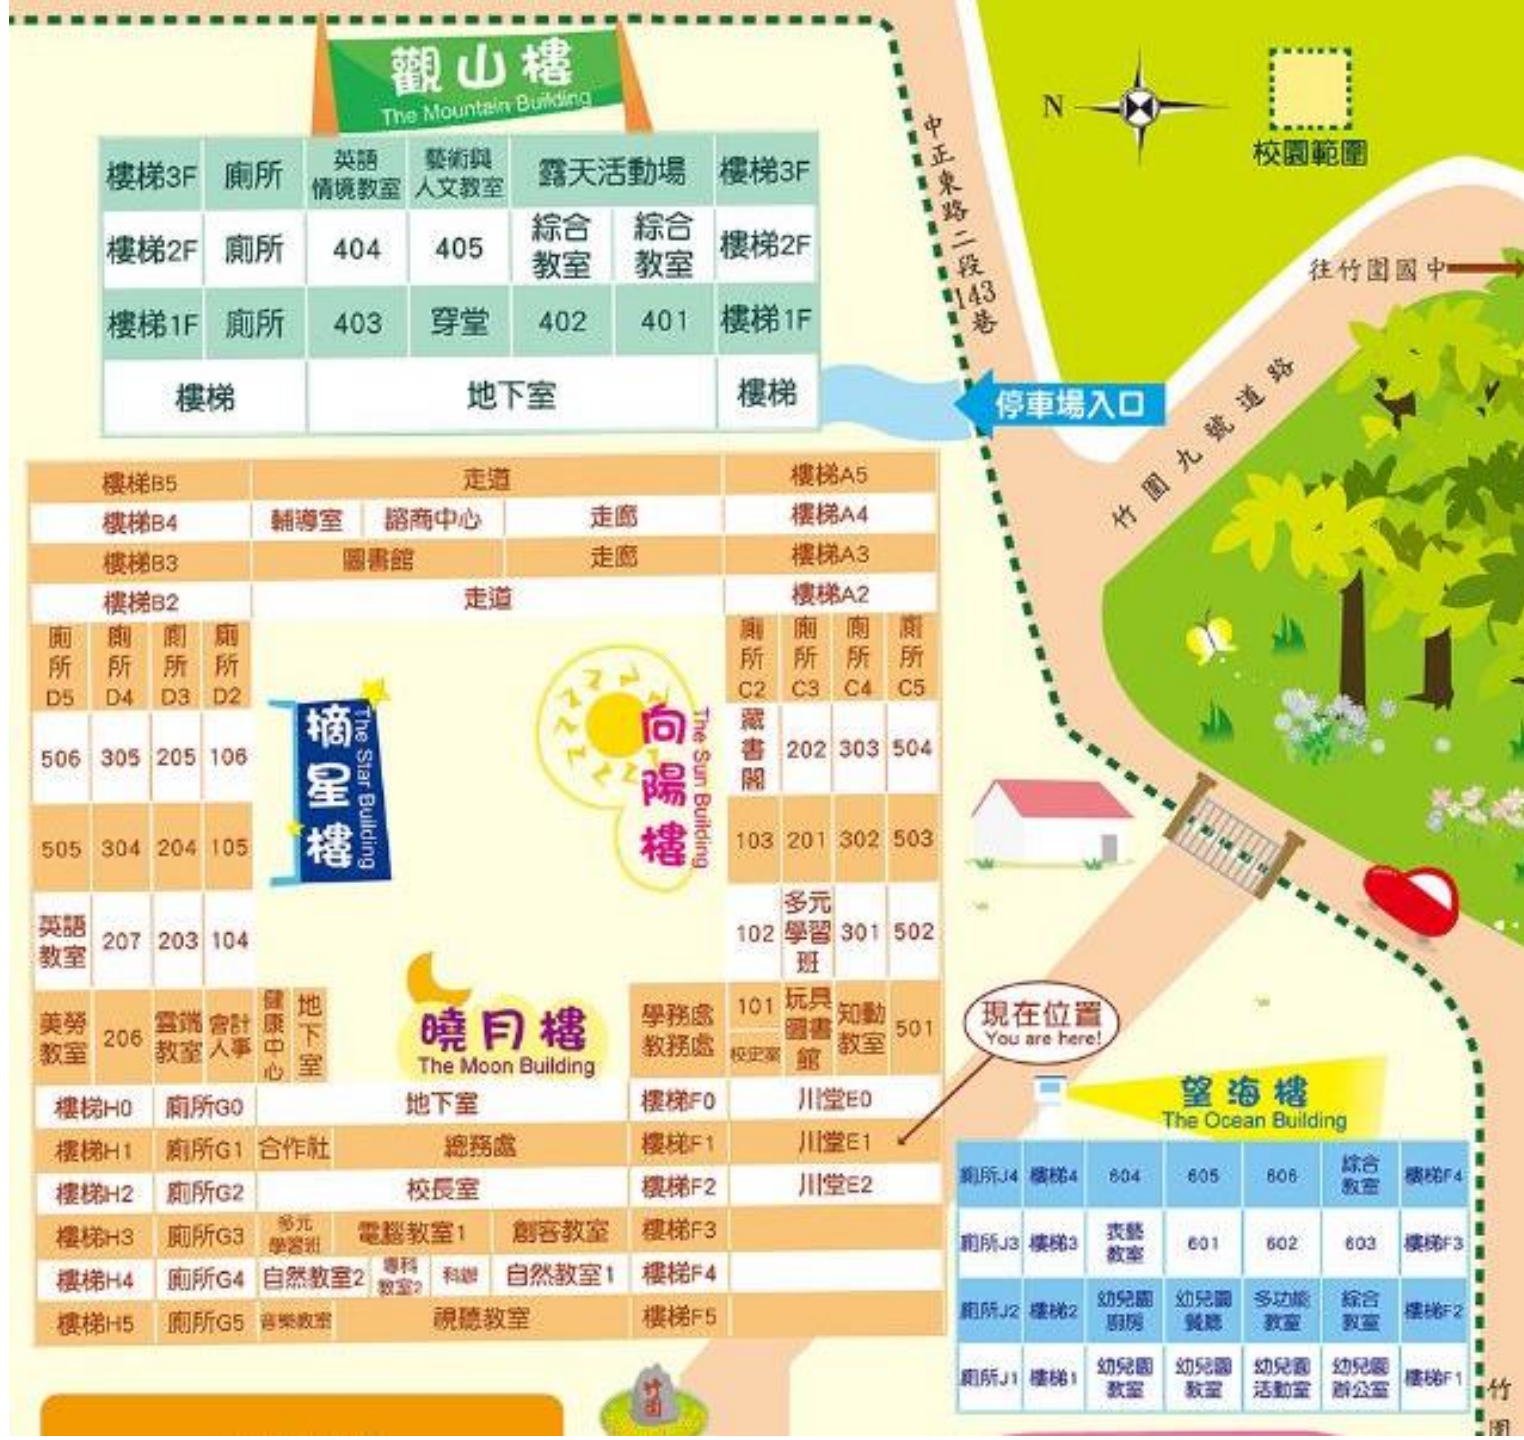 觀山樓
The Mountain Building
樓梯3F 廁所 英語情境教室 藝術與人文教室 露天活動場 樓梯3F
樓梯2F 廁所 404 405 綜合教室 綜合教室 樓梯2F
樓梯1F 廁所 403 穿堂 402 401 樓梯1F
樓梯 地下室 樓梯
N
校園範圍
中正東路二段143巷
往竹圍國中
竹圍九號道路
停車場入口
樓梯B5 走道 樓梯A5
樓梯B4 輔導室 諮商中心 走廊 樓梯A4
樓梯B3 圖書館 走廊 樓梯A3
樓梯B2 走道 樓梯A2
廁所D5 廁所D4 廁所D3 廁所D2 廁所C2 廁所C3 廁所C4 廁所C5
506 305 205 106 藏書閣 202 303 504
505 304 204 105 103 201 302 503
英語教室 207 203 104 102 多元學習班 301 502
美勞教室 206 雲端教室 會計人事 健康中心 地下室 學務處 教務處 101 校史室 玩具圖書館 知動教室 501
摘星樓
The Star Building
向陽樓
The Sun Building
曉月樓
The Moon Building
樓梯H0 廁所G0 地下室 樓梯F0 川堂E0
樓梯H1 廁所G1 合作社 總務處 樓梯F1 川堂E1
樓梯H2 廁所G2 校長室 樓梯F2 川堂E2
樓梯H3 廁所G3 多元學習班 電腦教室1 創客教室 樓梯F3
樓梯H4 廁所G4 自然教室2 專科教室2 科辦 自然教室1 樓梯F4
樓梯H5 廁所G5 音樂教室 視聽教室 樓梯F5
現在位置
You are here!
望海樓
The Ocean Building
廁所J4 樓梯4 604 605 606 綜合教室 樓梯F4
廁所J3 樓梯3 表藝教室 601 602 603 樓梯F3
廁所J2 樓梯2 幼兒園廚房 幼兒園餐廳 多功能教室 綜合教室 樓梯F2
廁所J1 樓梯1 幼兒園教室 幼兒園教室 幼兒園活動室 幼兒園辦公室 樓梯F1
竹圍
竹圍